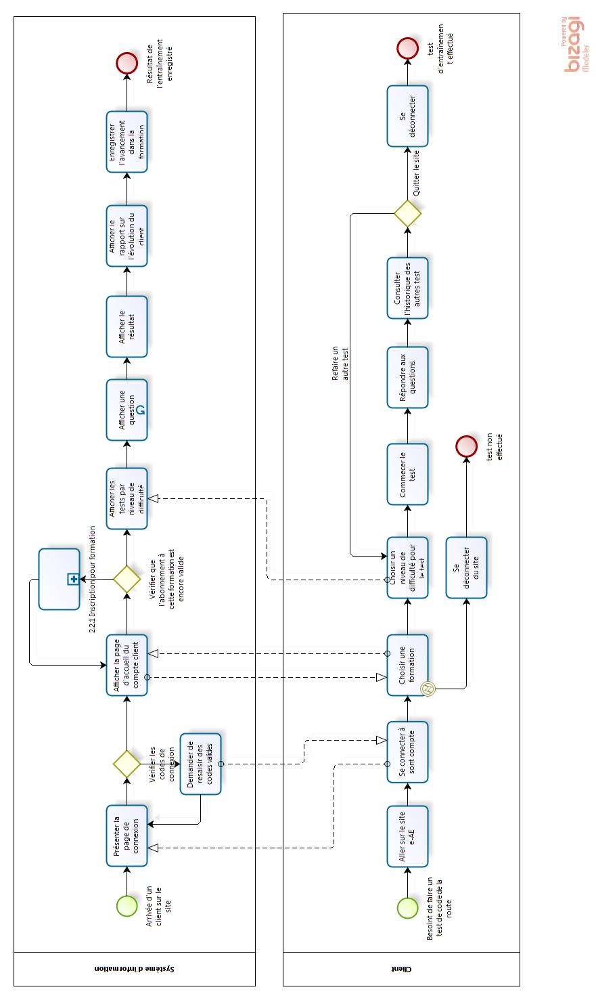 Système d'information
Arrivée d'un
client sur le
site
Présenter la
page de
connexion
Vérifier les
codes de
connexion
Demander de
resaisir des
codes valides
Afficher la page
d'accueil du
compte client
Vérifier que
l'abonnement à
cette formation est
encore valide
2.2.1 Inscription pour formation
Afficher les
tests par
niveau de
difficulté
Afficher une
question
Afficher le
résultat
Afficher le
rapport sur
l'évolution du
client
Enregistrer
l'avancement
dans la
formation
Résultat de
l'entraînement
enregistré
Client
Besoint de faire un
test de code de la
route
Aller sur le site
e-AE
Se connecter à
sont compte
Choisir une
formation
Se
déconnecter
du site
test non
effectué
Choisir un
niveau de
difficulté pour
le test
Commecer le
test
Répondre aux
questions
Consulter
l'historique des
autres test
Refaire un
autre test
Quitter le site
Se
déconnecter
test
d'entraînemen
t effectué
Powered by
bizagi
Modeler